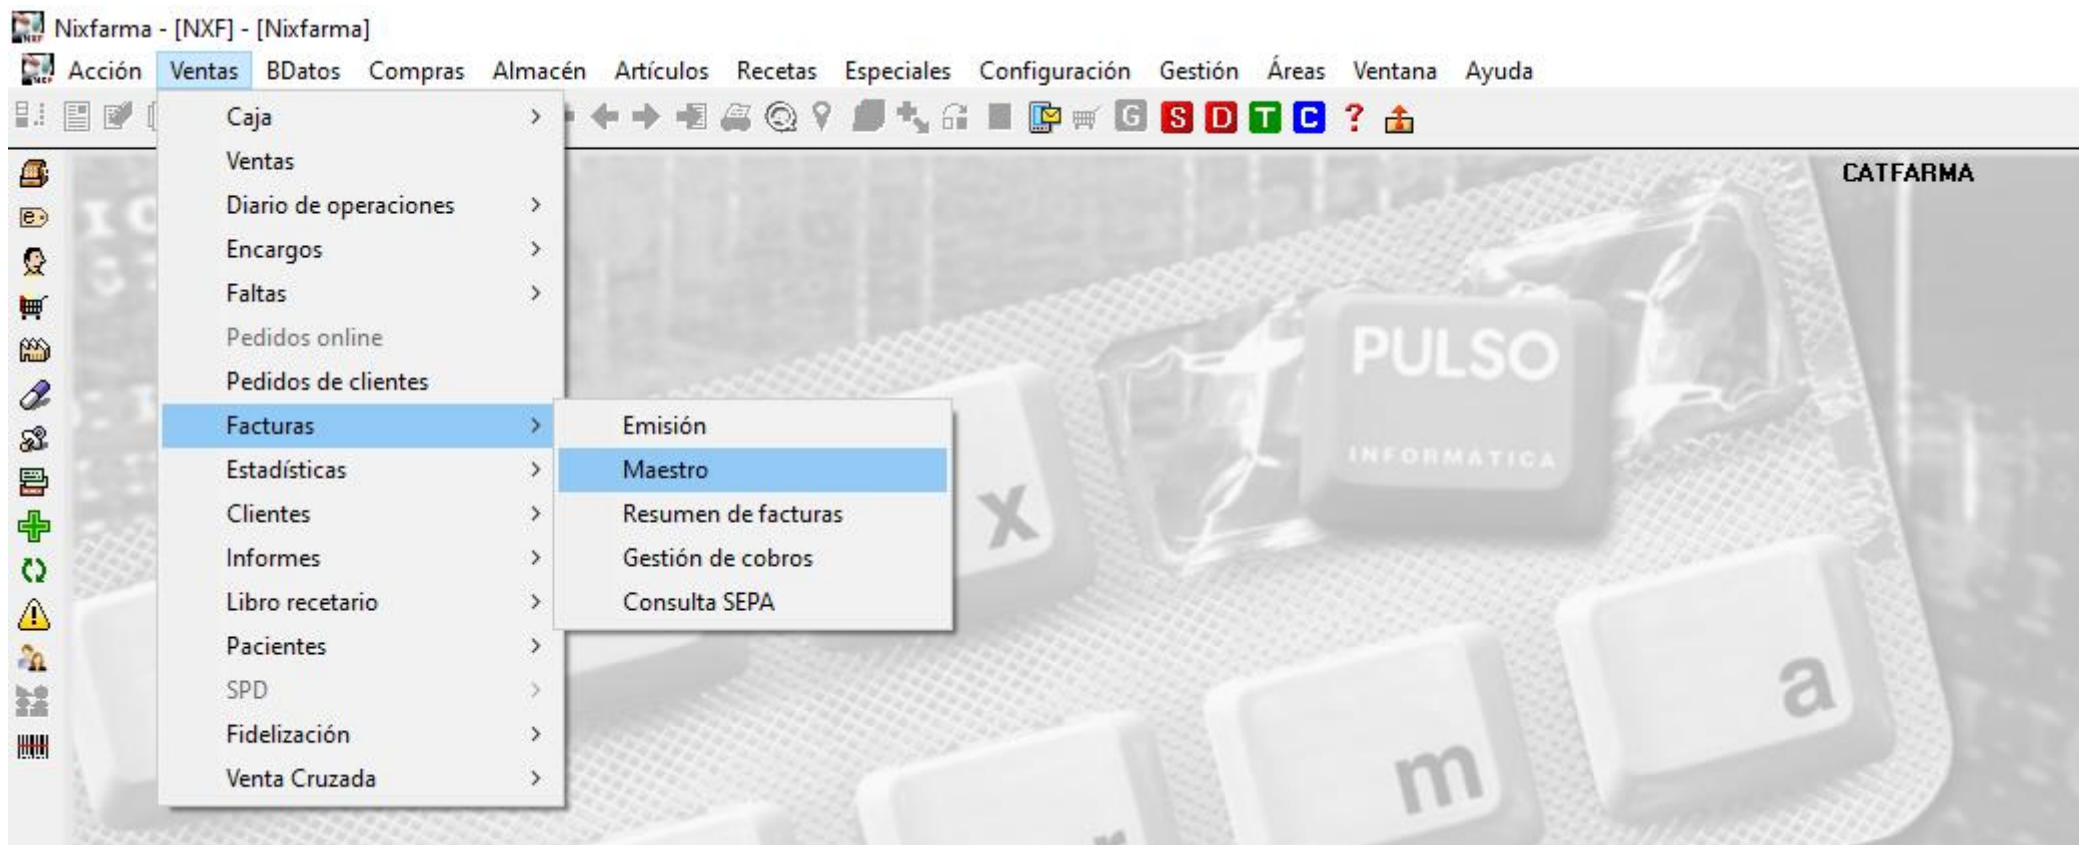 Nixfarma - [NXF] - [Nixfarma]
Acción Ventas BDatos Compras Almacén Artículos Recetas Especiales Configuración Gestión Áreas Ventana Ayuda
G S D T C ?
CATFARMA
e
Caja
Ventas
Diario de operaciones
Encargos
Faltas
Pedidos online
Pedidos de clientes
Facturas
Estadísticas
Clientes
Informes
Libro recetario
Pacientes
SPD
Fidelización
Venta Cruzada
Emisión
Maestro
Resumen de facturas
Gestión de cobros
Consulta SEPA
PULSO
INFORMATICA
x
a
m
r